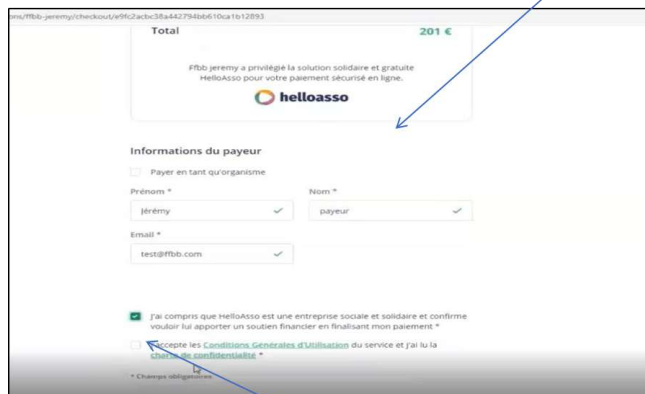 ons/ffbb-jeremy/checkout/e9fc2acbc38a442794bb610ca1b12893
Total 201 €
Ffbb jeremy a privilégié la solution solidaire et gratuite
HelloAsso pour votre paiement sécurisé en ligne.
helloasso
Informations du payeur
Payer en tant qu'organisme
Prénom * Nom *
Jérémy payeur
Email *
test@ffbb.com
J'ai compris que HelloAsso est une entreprise sociale et solidaire et confirme
vouloir lui apporter un soutien financier en finalisant mon paiement *
J'accepte les Conditions Générales d'Utilisation du service et j'ai lu la
charte de confidentialité *
* Champs obligatoires